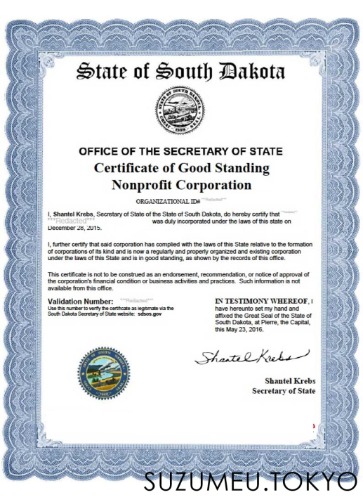 State of South Dakota
OFFICE OF THE SECRETARY OF STATE
Certificate of Good Standing
Nonprofit Corporation
ORGANIZATIONAL ID#
I, Shantel Krebs, Secretary of State of the State of South Dakota, do hereby certify that
***Redacted*** was duly incorporated under the laws of this state on
December 28, 2015.
I, further certify that said corporation has complied with the laws of this State relative to the formation
of corporations of its kind and is now a regularly and properly organized and existing corporation
under the laws of this State and is in good standing, as shown by the records of this office.
This certificate is not to be construed as an endorsement, recommendation, or notice of approval of
the corporation's financial condition or business activities and practices. Such information is not
available from this office.
Validation Number:
Use this number to verify the certificate as legitimate via the
South Dakota Secretary of State website: sdsos.gov
IN TESTIMONY WHEREOF, I
have hereunto set my hand and
affixed the Great Seal of the State of
South Dakota, at Pierre, the Capital,
this May 23, 2016.
Shantel Krebs
Shantel Krebs
Secretary of State
SUZUMEU.TOKYO